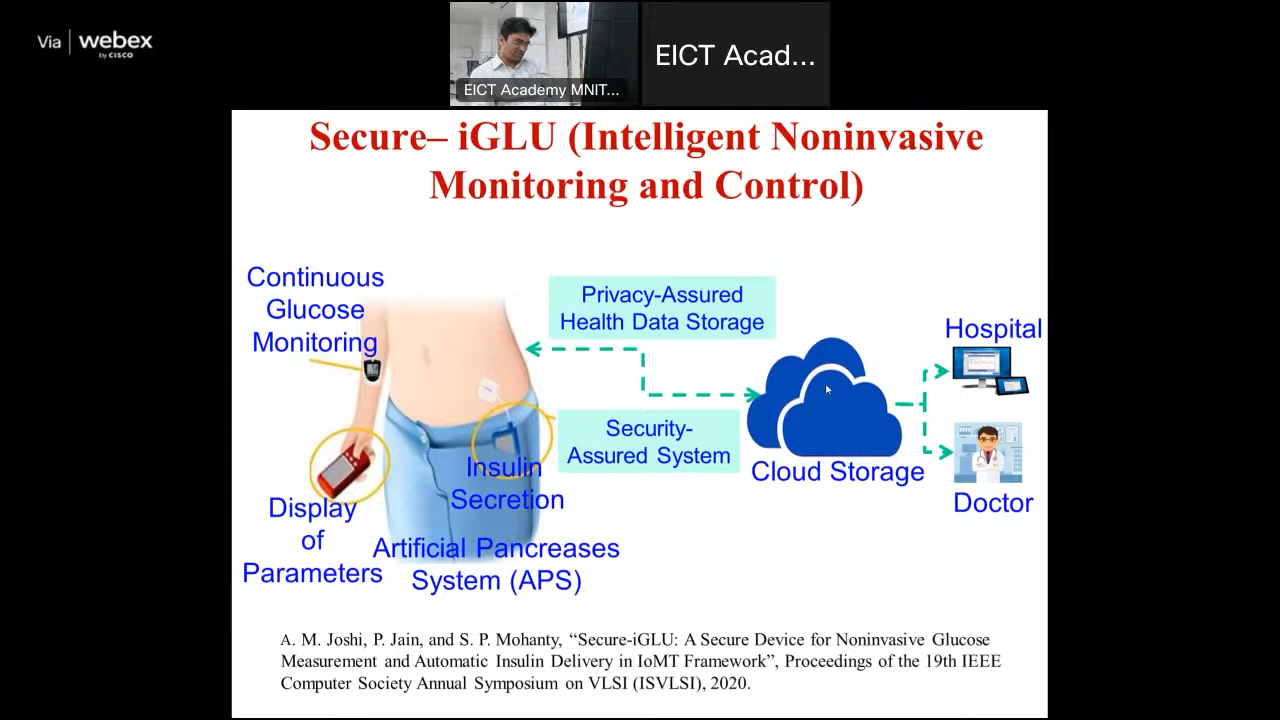 Via webex
by CISCO
EICT Academy MNIT...
EICT Acad...
Secure– iGLU (Intelligent Noninvasive
Monitoring and Control)
Continuous
Glucose
Monitoring
Privacy-Assured
Health Data Storage
Hospital
Security-
Assured System
Cloud Storage
Doctor
Insulin
Secretion
Display
of
Parameters
Artificial Pancreases
System (APS)
A. M. Joshi, P. Jain, and S. P. Mohanty, “Secure-iGLU: A Secure Device for Noninvasive Glucose
Measurement and Automatic Insulin Delivery in IoMT Framework”, Proceedings of the 19th IEEE
Computer Society Annual Symposium on VLSI (ISVLSI), 2020.